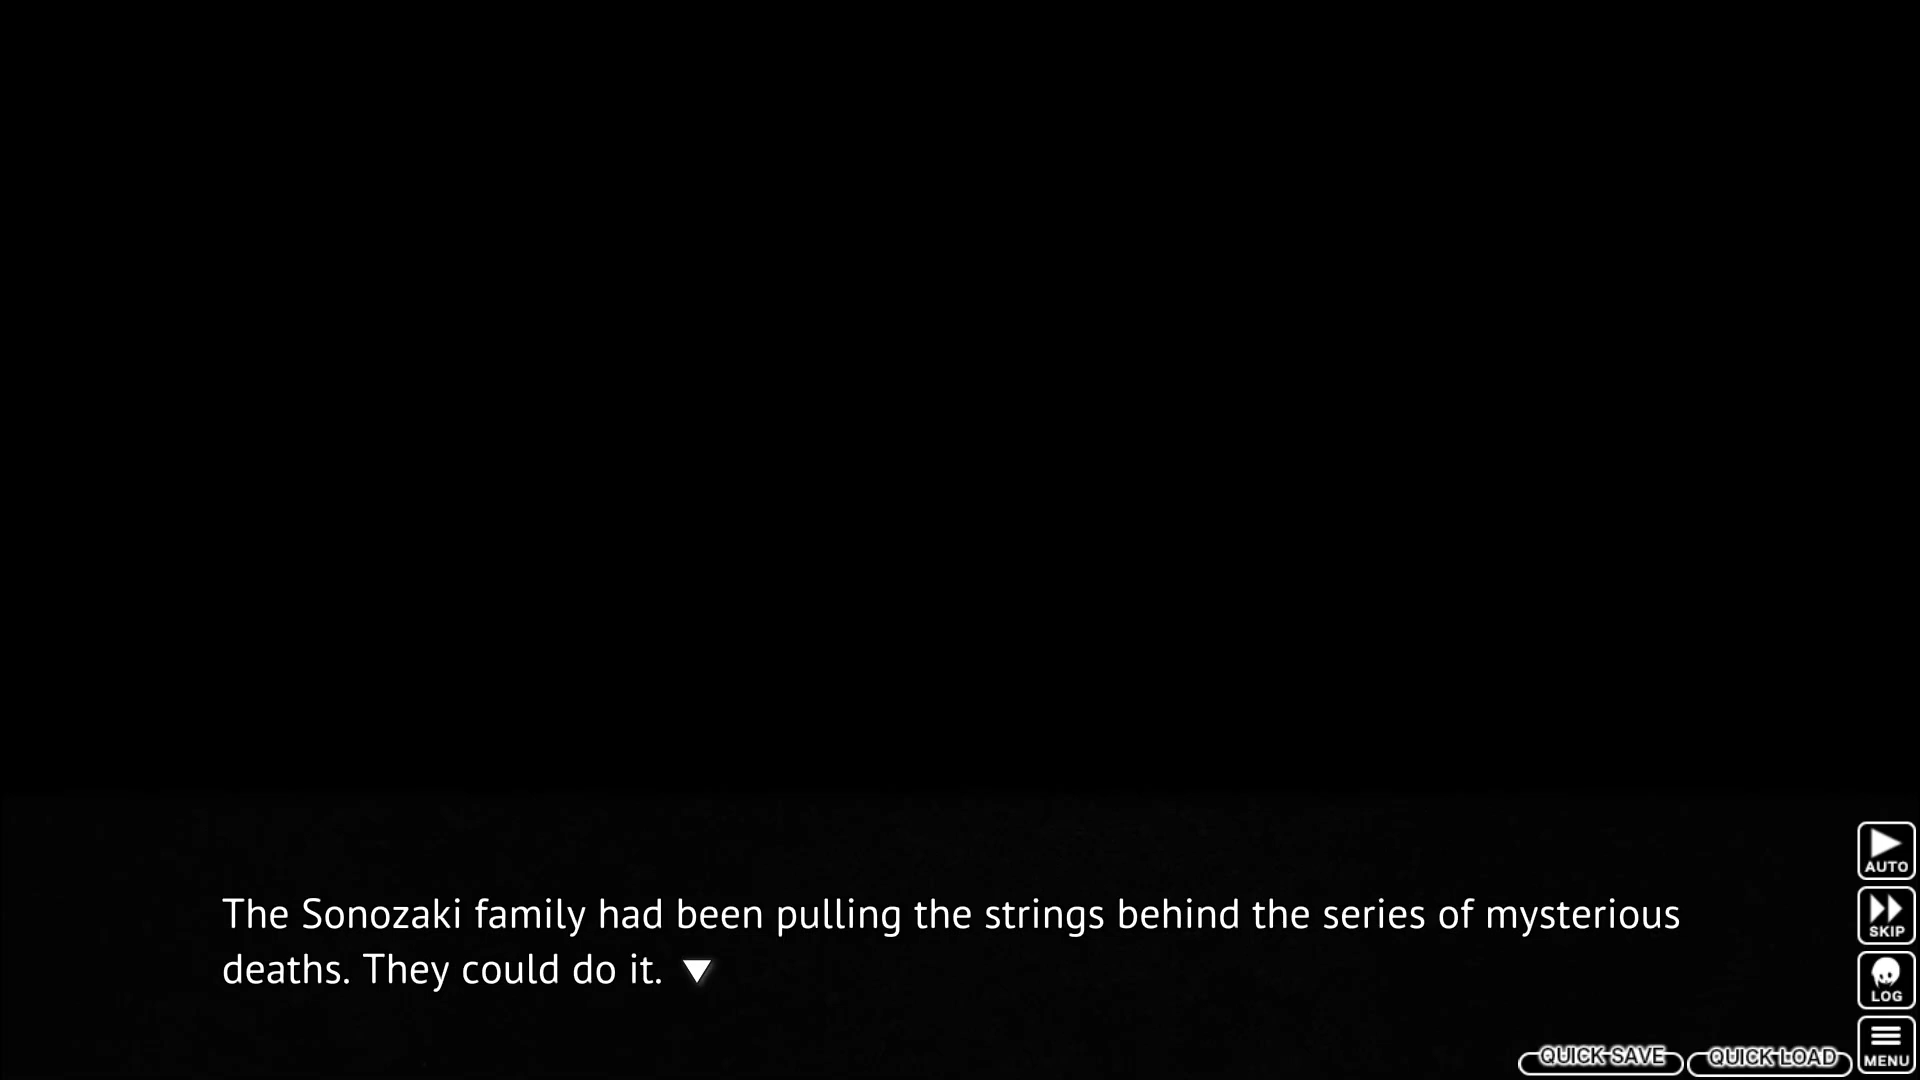 The Sonozaki family had been pulling the strings behind the series of mysterious
deaths. They could do it.
AUTO
SKIP
LOG
MENU
QUICK SAVE
QUICK LOAD